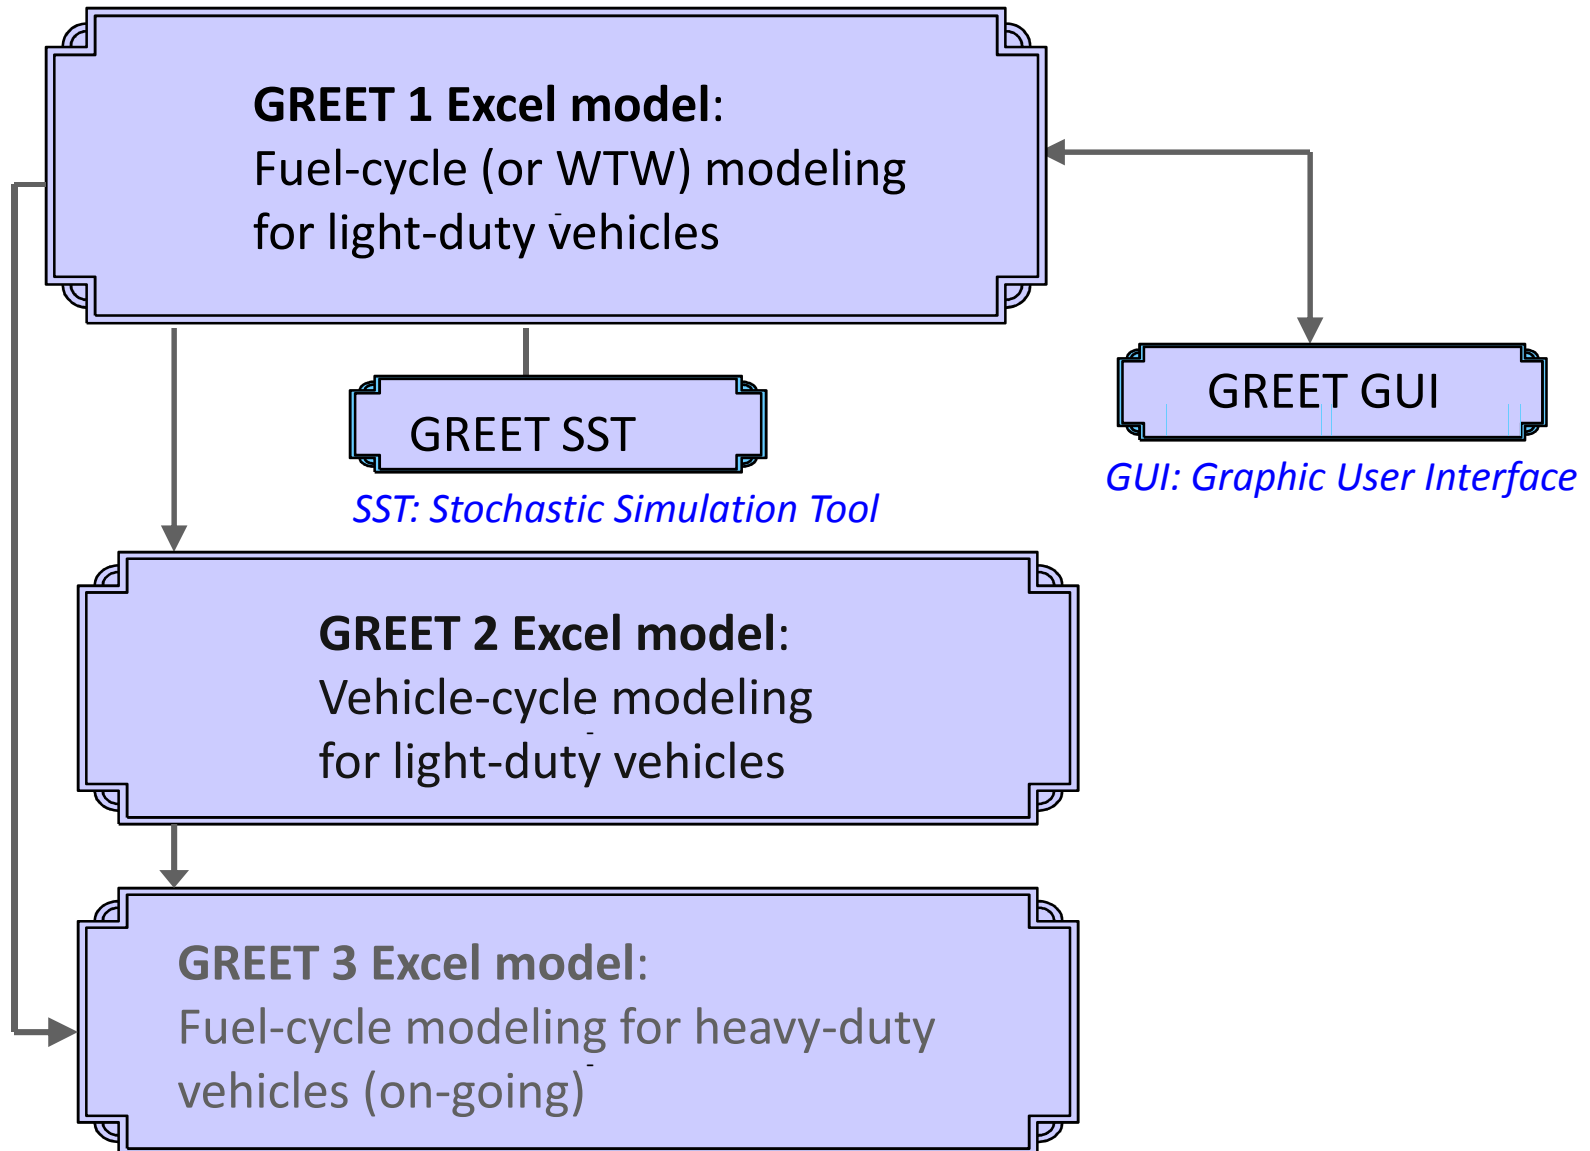 GREET 1 Excel model:
Fuel-cycle (or WTW) modeling
for light-duty vehicles
GREET SST
SST: Stochastic Simulation Tool
GREET GUI
GUI: Graphic User Interface
GREET 2 Excel model:
Vehicle-cycle modeling
for light-duty vehicles
GREET 3 Excel model:
Fuel-cycle modeling for heavy-duty
vehicles (on-going)